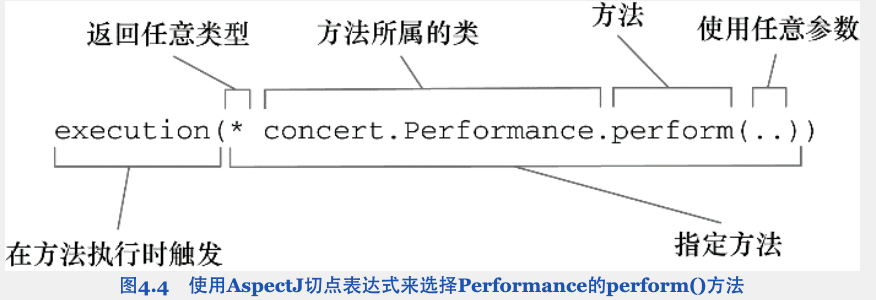 返回任意类型 方法所属的类 方法 使用任意参数
execution(* concert.Performance.perform(..))
在方法执行时触发 指定方法
图4.4 使用AspectJ切点表达式来选择Performance的perform()方法